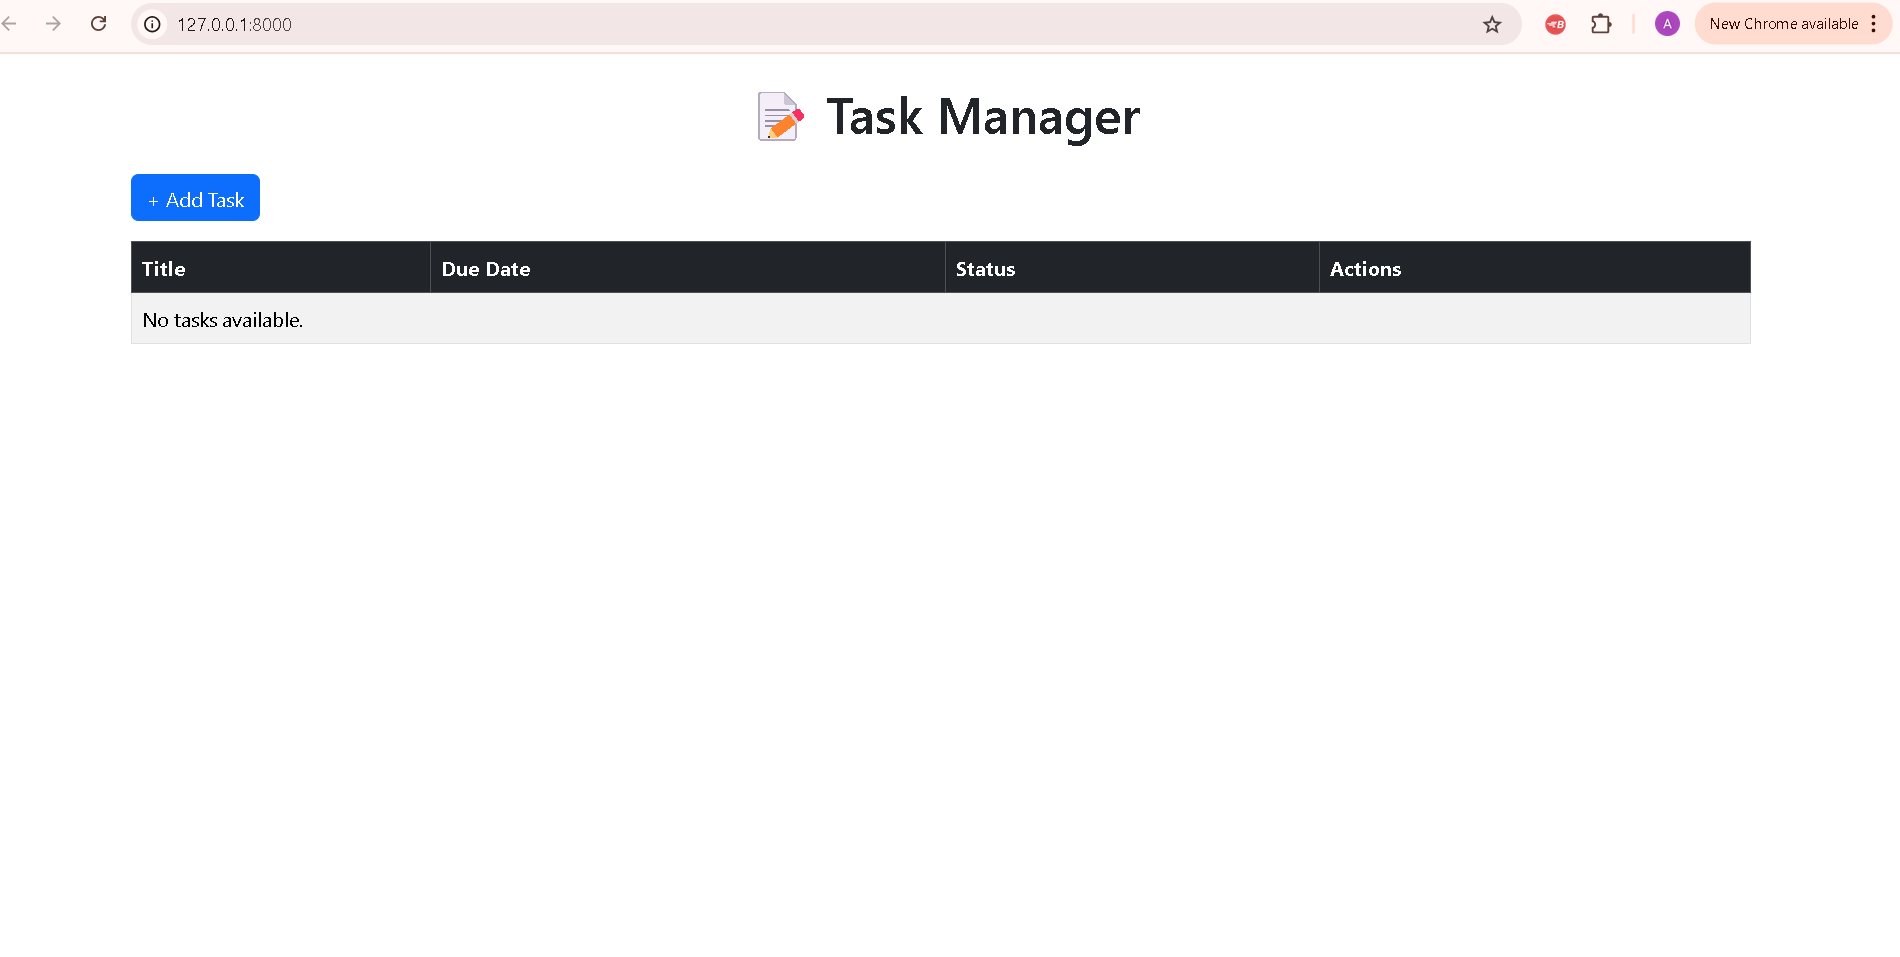 127.0.0.1:8000
A
New Chrome available
Task Manager
+ Add Task
Title Due Date Status Actions
No tasks available.